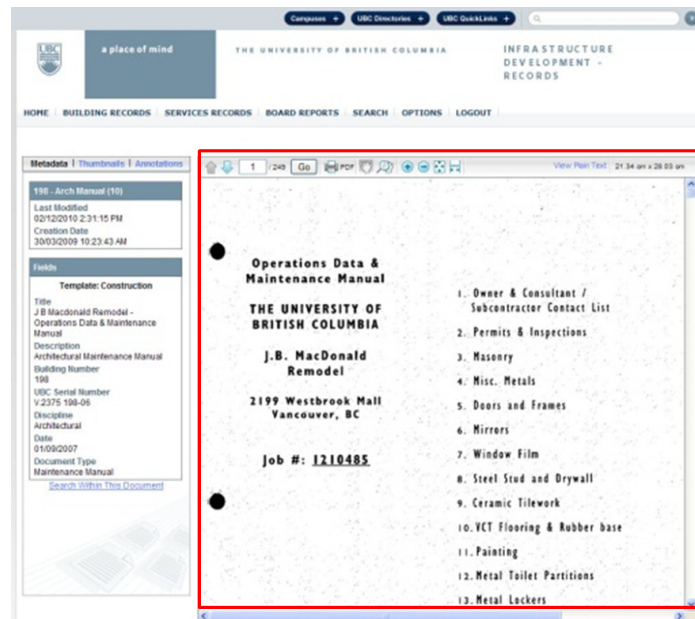 Campuses +
UBC Directories +
UBC QuickLinks +
UBC
a place of mind
THE UNIVERSITY OF BRITISH COLUMBIA
INFRASTRUCTURE
DEVELOPMENT -
RECORDS
HOME
BUILDING RECORDS
SERVICES RECORDS
BOARD REPORTS
SEARCH
OPTIONS
LOGOUT
Metadata | Thumbnails | Annotations
1 / 249 Go PDF
View Plain Text
21.34 cm x 28.03 cm
198 - Arch Manual (10)
Last Modified
02/12/2010 2:31:15 PM
Creation Date
30/03/2009 10:23:43 AM
Fields
Template: Construction
Title
J B Macdonald Remodel -
Operations Data & Maintenance
Manual
Description
Architectural Maintenance Manual
Building Number
198
UBC Serial Number
V.2375 198-06
Discipline
Architectural
Date
01/09/2007
Document Type
Maintenance Manual
Search Within This Document
Operations Data &
Maintenance Manual
THE UNIVERSITY OF
BRITISH COLUMBIA
J.B. MacDonald
Remodel
2199 Westbrook Mall
Vancouver, BC
Job #: 1210485
1. Owner & Consultant /
Subcontractor Contact List
2. Permits & Inspections
3. Masonry
4. Misc. Metals
5. Doors and Frames
6. Mirrors
7. Window Film
8. Steel Stud and Drywall
9. Ceramic Tilework
10. VCT Flooring & Rubber base
11. Painting
12. Metal Toilet Partitions
13. Metal Lockers